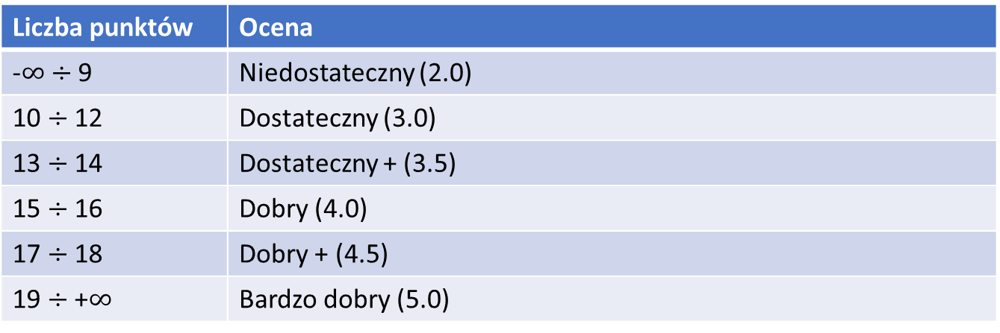 Liczba punktów Ocena
-∞ ÷ 9 Niedostateczny (2.0)
10 ÷ 12 Dostateczny (3.0)
13 ÷ 14 Dostateczny + (3.5)
15 ÷ 16 Dobry (4.0)
17 ÷ 18 Dobry + (4.5)
19 ÷ +∞ Bardzo dobry (5.0)